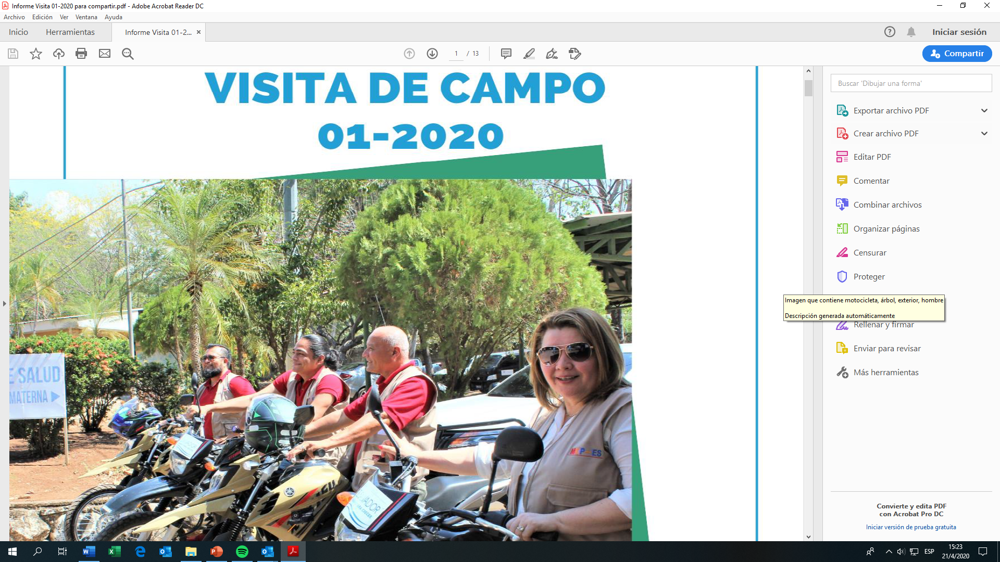 Informe Visita 01-2020 para compartir.pdf - Adobe Acrobat Reader DC
Archivo Edición Ver Ventana Ayuda
Inicio Herramientas Informe Visita 01-2... Iniciar sesión
1 / 13
Compartir
VISITA DE CAMPO
01-2020
E SALUD
MATERNA
Buscar 'Dibujar una forma'
Exportar archivo PDF
Crear archivo PDF
Editar PDF
Comentar
Combinar archivos
Organizar páginas
Censurar
Proteger
Imagen que contiene motocicleta, árbol, exterior, hombre
Descripción generada automáticamente
Rellenar y firmar
Enviar para revisar
Más herramientas
Convierte y edita PDF
con Acrobat Pro DC
Iniciar versión de prueba gratuita
ESP
15:23
21/4/2020